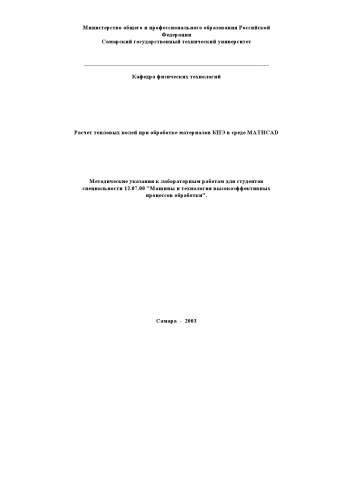 Министерство общего и профессионального образования Российской
Федерации
Самарский государственный технический университет
Кафедра физических технологий
Расчет тепловых полей при обработке материалов КПЭ в среде MATHCAD
Методические указания к лабораторным работам для студентов
специальности 12.07.00 "Машины и технология высокоэффективных
процессов обработки".
Самара - 2003